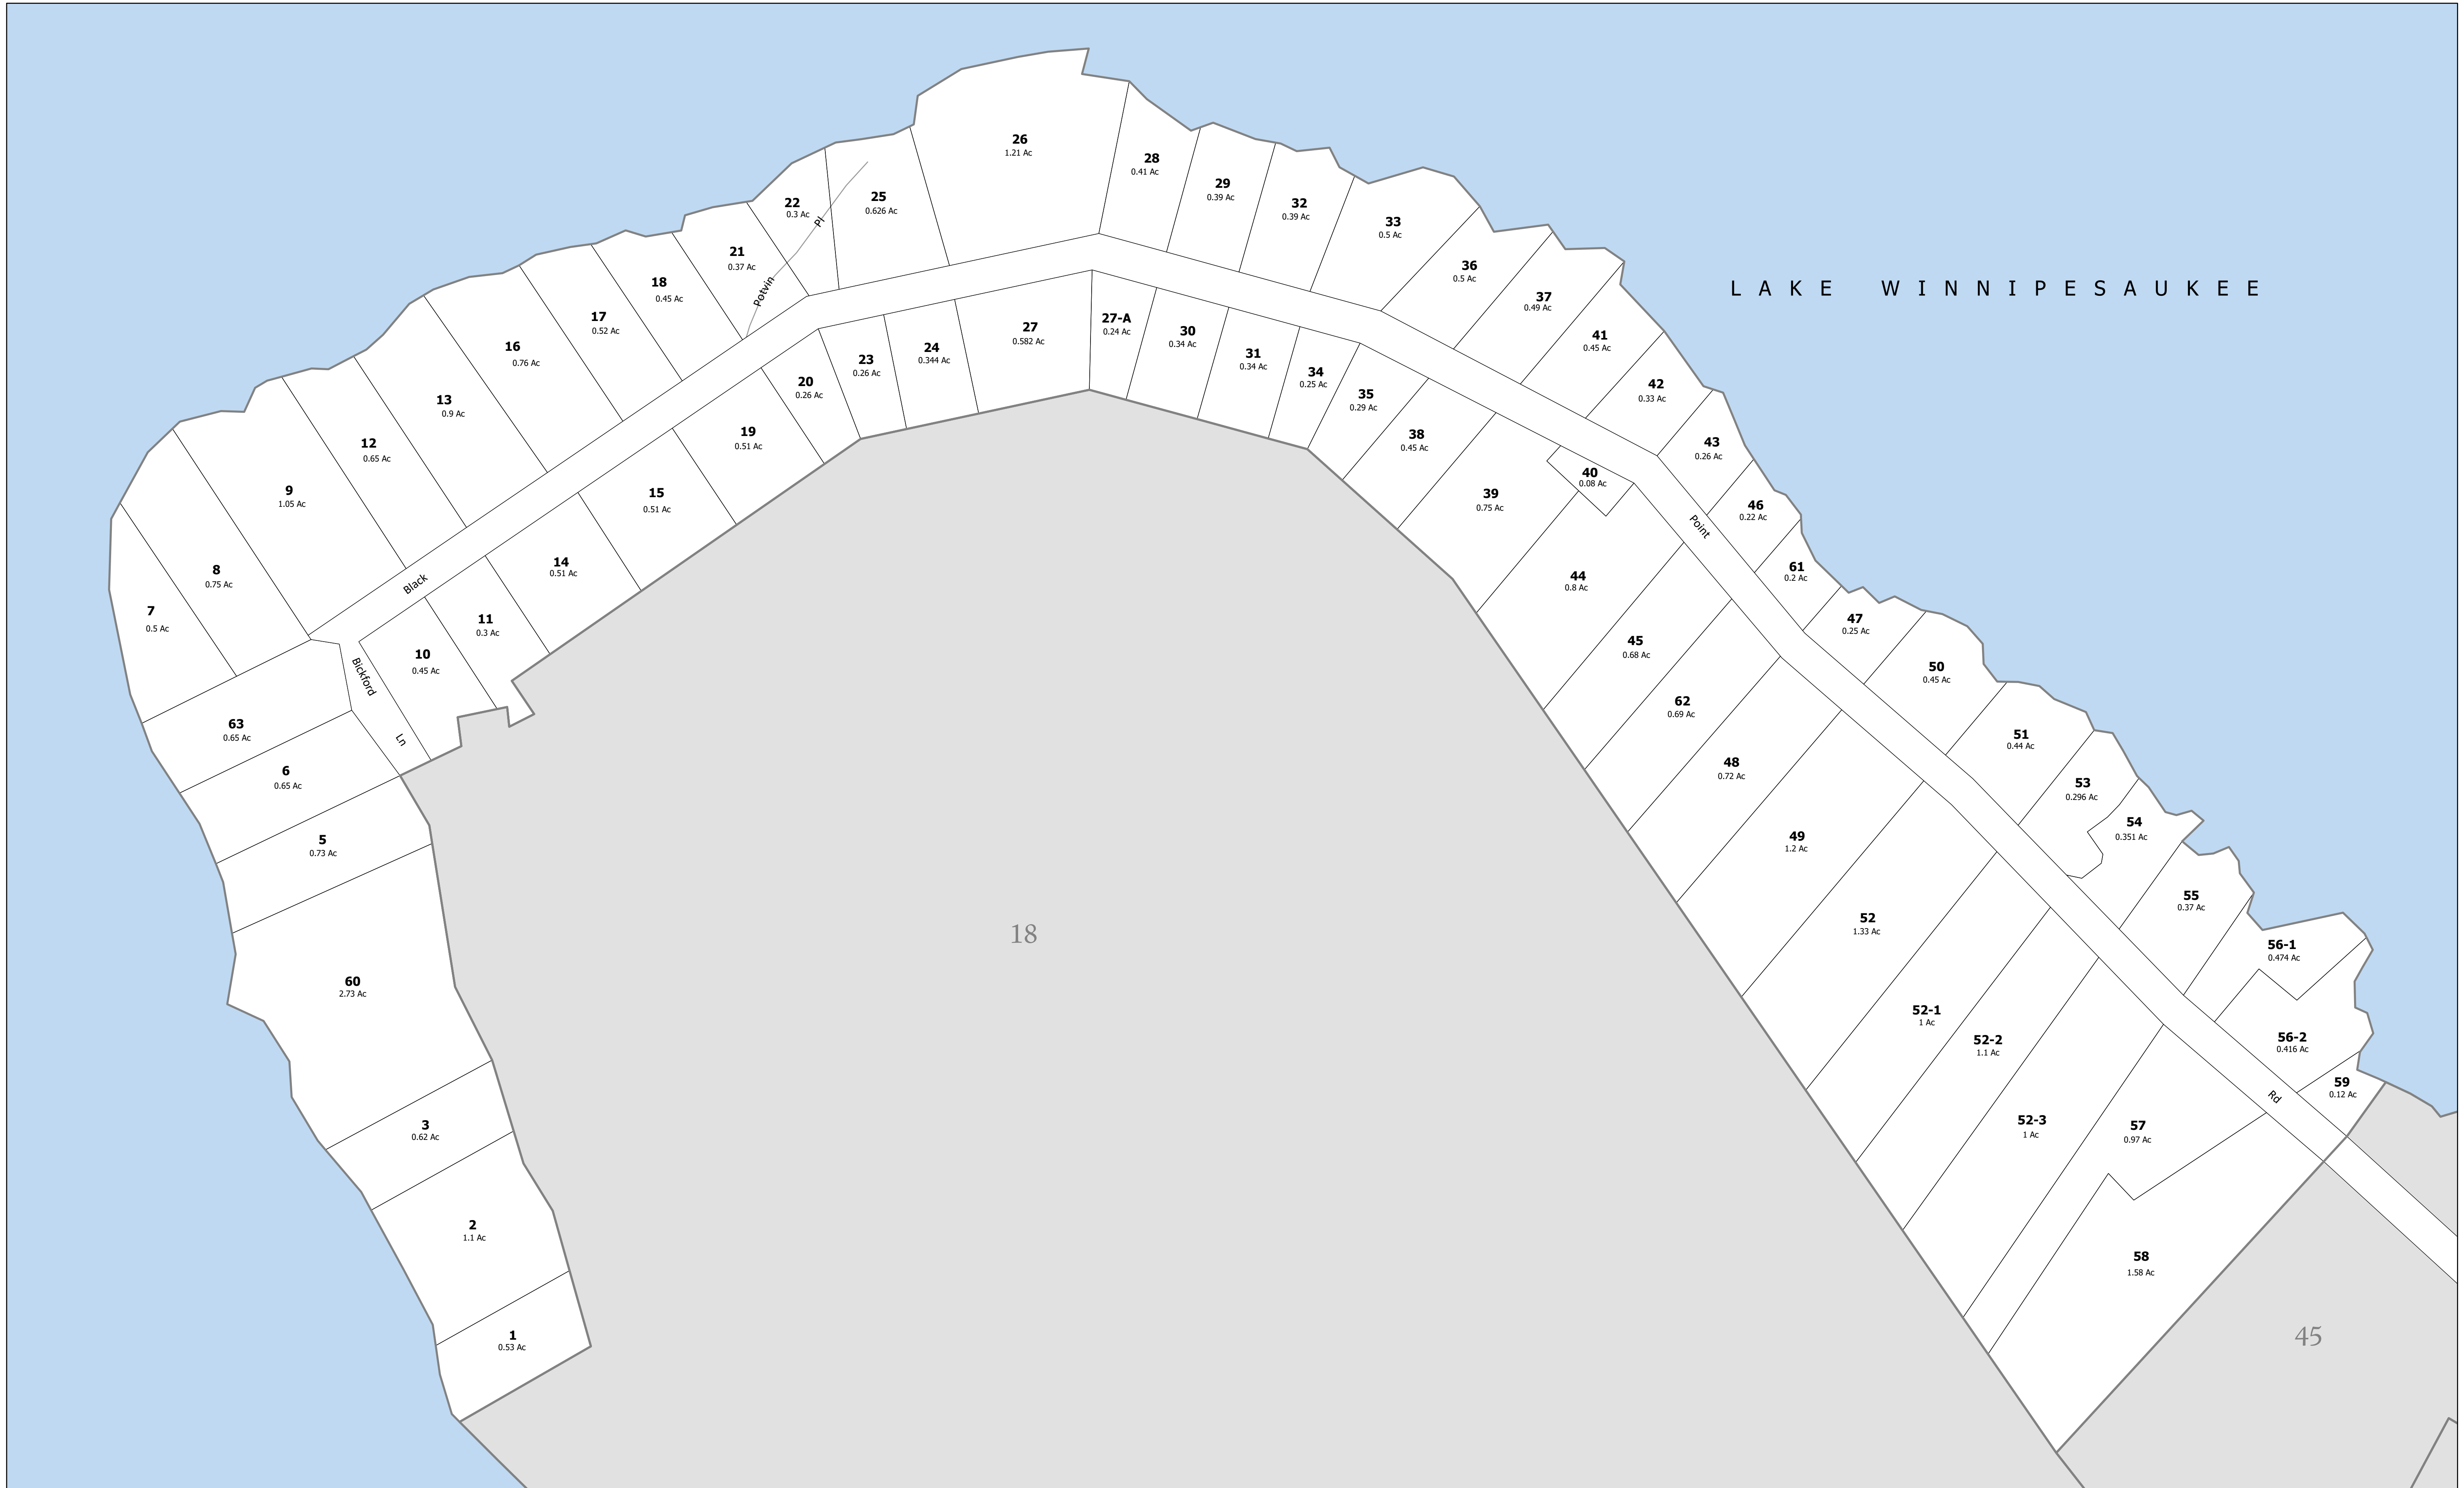 26
1.21 Ac
28
0.41 Ac
29
0.39 Ac
32
0.39 Ac
33
0.5 Ac
36
0.5 Ac
37
0.49 Ac
41
0.45 Ac
42
0.33 Ac
43
0.26 Ac
46
0.22 Ac
61
0.2 Ac
47
0.25 Ac
50
0.45 Ac
51
0.44 Ac
53
0.296 Ac
54
0.351 Ac
55
0.37 Ac
56-1
0.474 Ac
56-2
0.416 Ac
59
0.12 Ac
LAKE WINNIPESAUKEE
25
0.626 Ac
22
0.3 Ac
Potvin Pl
21
0.37 Ac
18
0.45 Ac
17
0.52 Ac
16
0.76 Ac
13
0.9 Ac
12
0.65 Ac
9
1.05 Ac
8
0.75 Ac
7
0.5 Ac
63
0.65 Ac
6
0.65 Ac
5
0.73 Ac
60
2.73 Ac
3
0.62 Ac
2
1.1 Ac
1
0.53 Ac
Bickford Ln
Black Point Rd
10
0.45 Ac
11
0.3 Ac
14
0.51 Ac
15
0.51 Ac
19
0.51 Ac
20
0.26 Ac
23
0.26 Ac
24
0.344 Ac
27
0.582 Ac
27-A
0.24 Ac
30
0.34 Ac
31
0.34 Ac
34
0.25 Ac
35
0.29 Ac
38
0.45 Ac
39
0.75 Ac
40
0.08 Ac
44
0.8 Ac
45
0.68 Ac
62
0.69 Ac
48
0.72 Ac
49
1.2 Ac
52
1.33 Ac
52-1
1 Ac
52-2
1.1 Ac
52-3
1 Ac
57
0.97 Ac
58
1.58 Ac
18
45